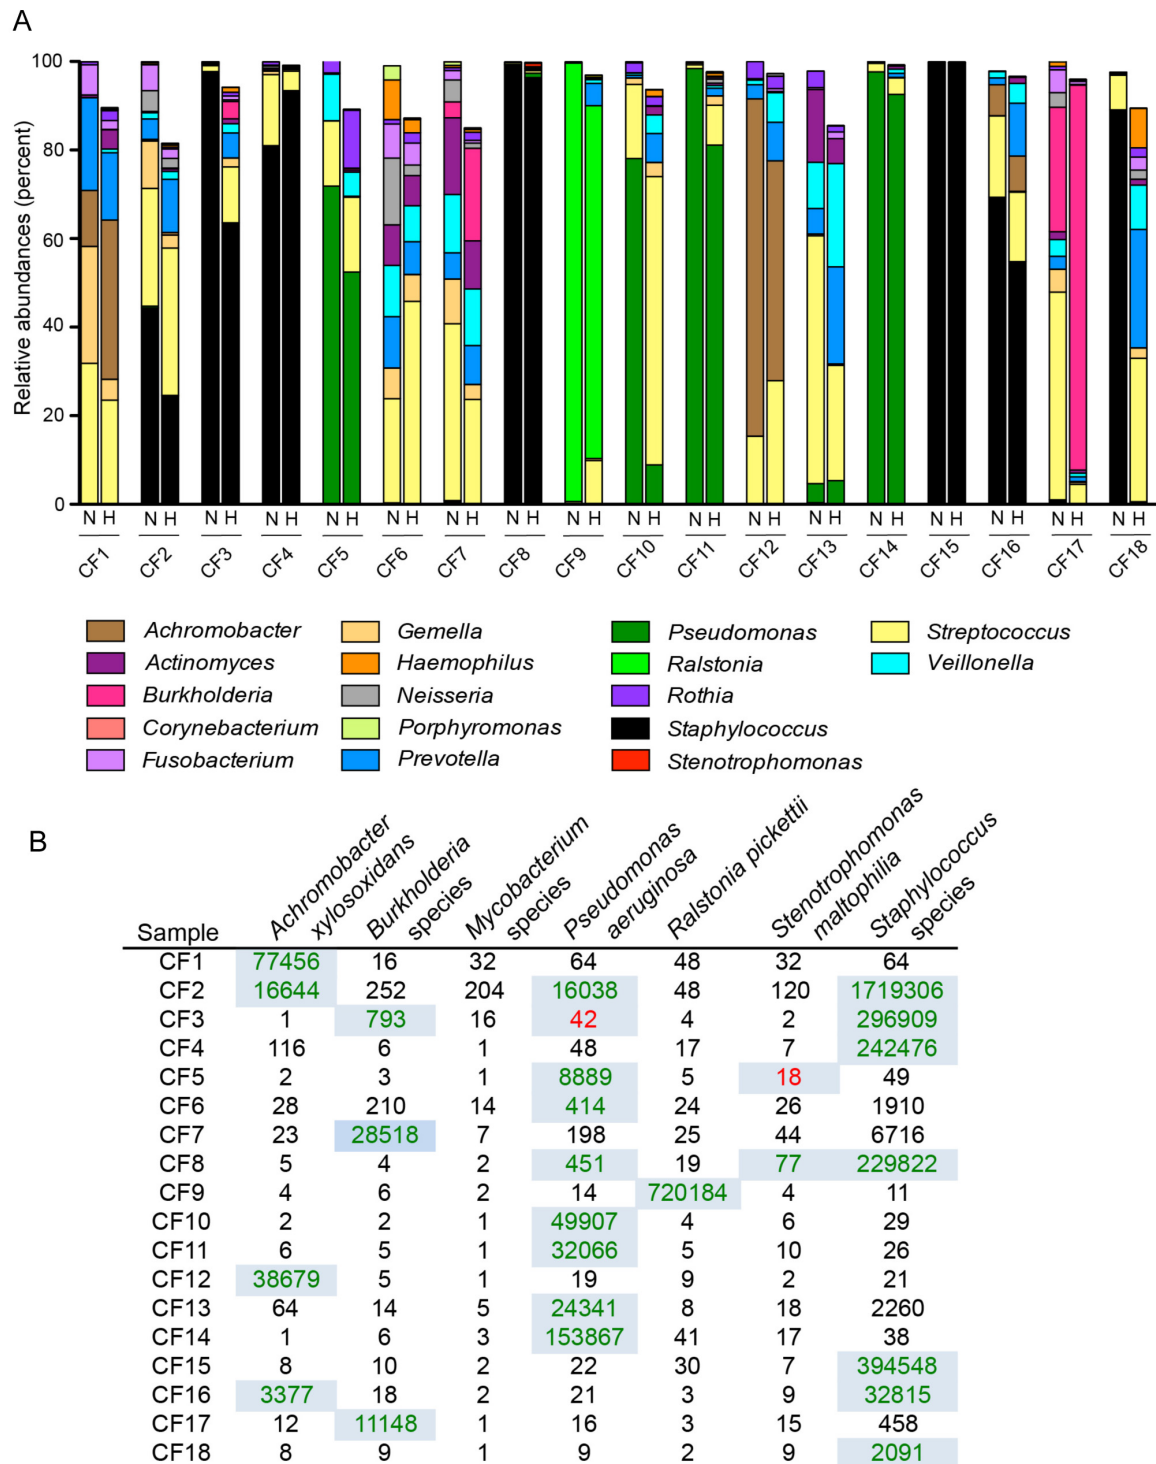 A
Relative abundances (percent)
100
80
60
40
20
0
N H N H N H N H N H N H N H N H N H N H N H N H N H N H N H N H N H N H
CF1 CF2 CF3 CF4 CF5 CF6 CF7 CF8 CF9 CF10 CF11 CF12 CF13 CF14 CF15 CF16 CF17 CF18
Achromobacter Gemella Pseudomonas Streptococcus
Actinomyces Haemophilus Ralstonia Veillonella
Burkholderia Neisseria Rothia
Corynebacterium Porphyromonas Staphylococcus
Fusobacterium Prevotella Stenotrophomonas
B
Sample
Achromobacter
xylosoxidans
Burkholderia
species
Mycobacterium
species
Pseudomonas
aeruginosa
Ralstonia pickettii
Stenotrophomonas
maltophilia
Staphylococcus
species
CF1 77456 16 32 64 48 32 64
CF2 16644 252 204 16038 48 120 1719306
CF3 1 793 16 42 4 2 296909
CF4 116 6 1 48 17 7 242476
CF5 2 3 1 8889 5 18 49
CF6 28 210 14 414 24 26 1910
CF7 23 28518 7 198 25 44 6716
CF8 5 4 2 451 19 77 229822
CF9 4 6 2 14 720184 4 11
CF10 2 2 1 49907 4 6 29
CF11 6 5 1 32066 5 10 26
CF12 38679 5 1 19 9 2 21
CF13 64 14 5 24341 8 18 2260
CF14 1 6 3 153867 41 17 38
CF15 8 10 2 22 30 7 394548
CF16 3377 18 2 21 3 9 32815
CF17 12 11148 1 16 3 15 458
CF18 8 9 1 9 2 9 2091